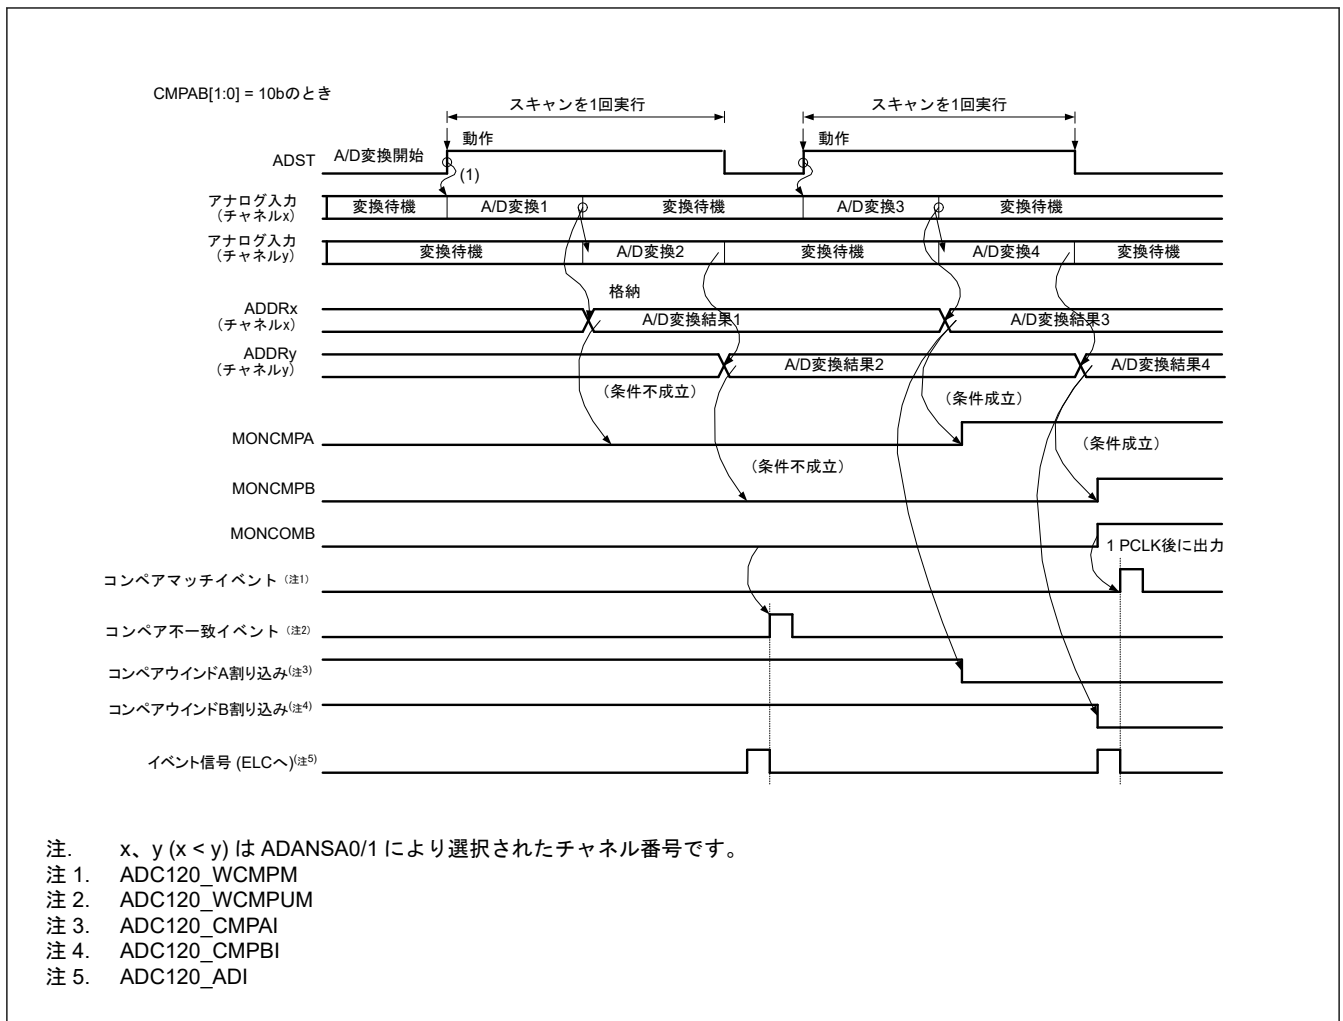 CMPAB[1:0] = 10bのとき
スキャンを1回実行
スキャンを1回実行
ADST
A/D変換開始
動作
動作
(1)
アナログ入力
(チャネルx)
変換待機
A/D変換1
変換待機
A/D変換3
変換待機
アナログ入力
(チャネルy)
変換待機
A/D変換2
変換待機
A/D変換4
変換待機
格納
ADDRx
(チャネルx)
A/D変換結果1
A/D変換結果3
ADDRy
(チャネルy)
A/D変換結果2
A/D変換結果4
(条件不成立)
(条件成立)
MONCMPA
(条件成立)
(条件不成立)
MONCMPB
MONCOMB
1 PCLK後に出力
コンペアマッチイベント (注1)
コンペア不一致イベント (注2)
コンペアウインドA割り込み(注3)
コンペアウインドB割り込み(注4)
イベント信号 (ELCへ)(注5)
注. x、y (x < y) は ADANSA0/1 により選択されたチャネル番号です。
注 1. ADC120_WCMPM
注 2. ADC120_WCMPUM
注 3. ADC120_CMPAI
注 4. ADC120_CMPBI
注 5. ADC120_ADI